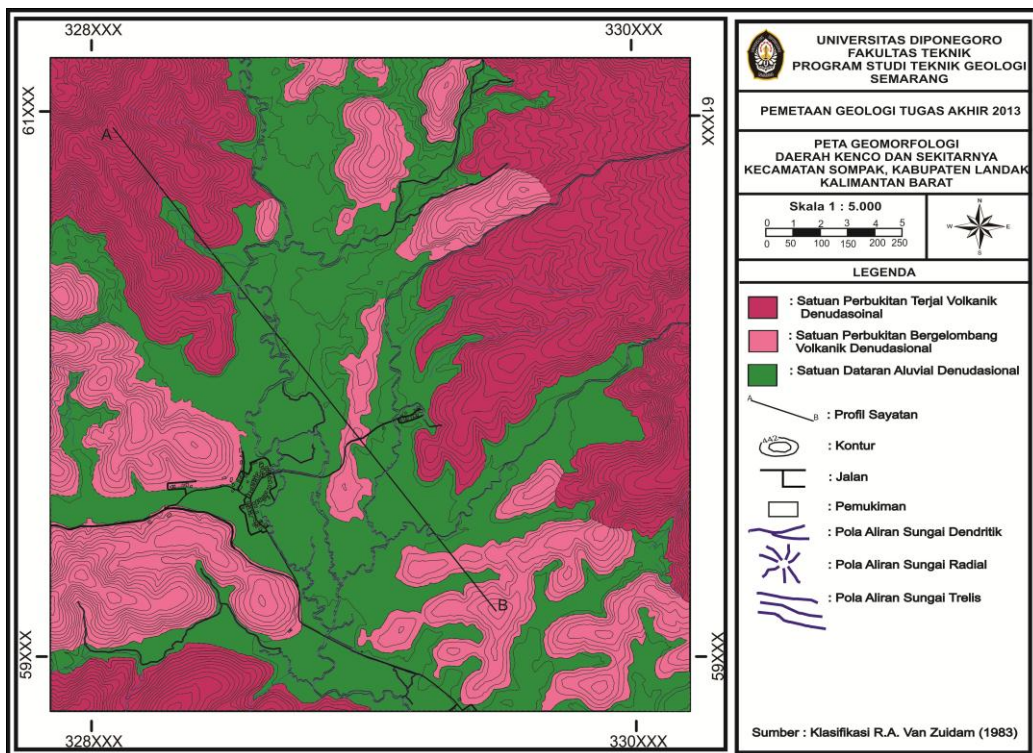 328XXX
330XXX
61XXX
61XXX
A
B
59XXX
59XXX
328XXX
330XXX
UNIVERSITAS DIPONEGORO
FAKULTAS TEKNIK
PROGRAM STUDI TEKNIK GEOLOGI
SEMARANG
PEMETAAN GEOLOGI TUGAS AKHIR 2013
PETA GEOMORFOLOGI
DAERAH KENCO DAN SEKITARNYA
KECAMATAN SOMPAK, KABUPATEN LANDAK
KALIMANTAN BARAT
Skala 1 : 5.000
0 1 2 3 4 5
0 50 100 150 200 250
N
W E
S
LEGENDA
: Satuan Perbukitan Terjal Volkanik
Denudasoinal
: Satuan Perbukitan Bergelombang
Volkanik Denudasional
: Satuan Dataran Aluvial Denudasional
A
B
: Profil Sayatan
442
: Kontur
: Jalan
: Pemukiman
: Pola Aliran Sungai Dendritik
: Pola Aliran Sungai Radial
: Pola Aliran Sungai Trelis
Sumber : Klasifikasi R.A. Van Zuidam (1983)